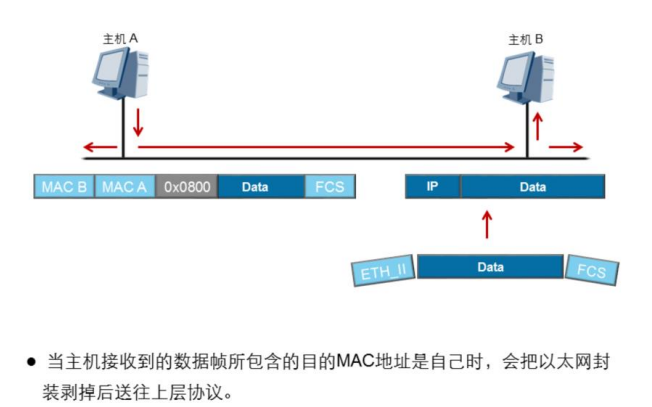 主机 A
主机 B
MAC B MAC A 0x0800 Data FCS
IP Data
ETH_II Data FCS
● 当主机接收到的数据帧所包含的目的MAC地址是自己时，会把以太网封
装剥掉后送往上层协议。